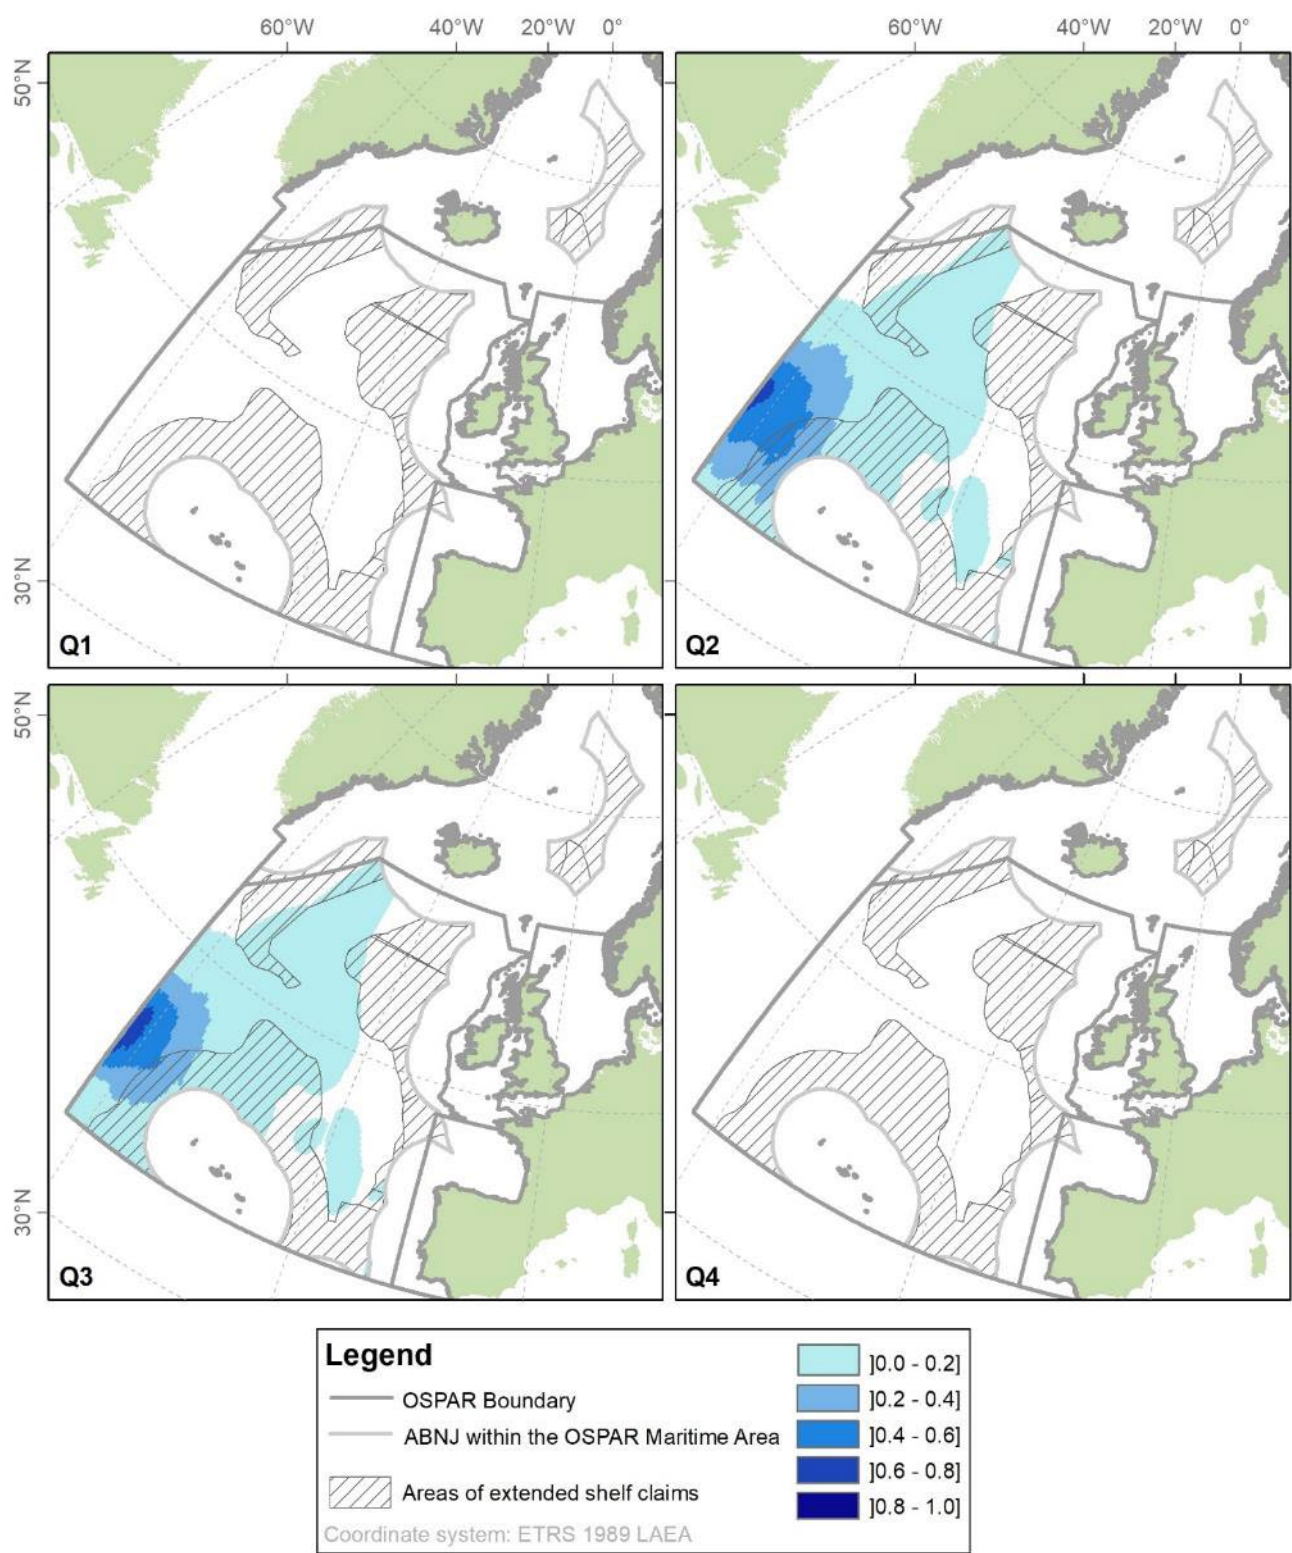 60°W 40°W 20°W 0° 60°W 40°W 20°W 0°
50°N
30°N
Q1 Q2
50°N
30°N
Q3 Q4
Legend
OSPAR Boundary
ABNJ within the OSPAR Maritime Area
Areas of extended shelf claims
Coordinate system: ETRS 1989 LAEA
]0.0 - 0.2]
]0.2 - 0.4]
]0.4 - 0.6]
]0.6 - 0.8]
]0.8 - 1.0]